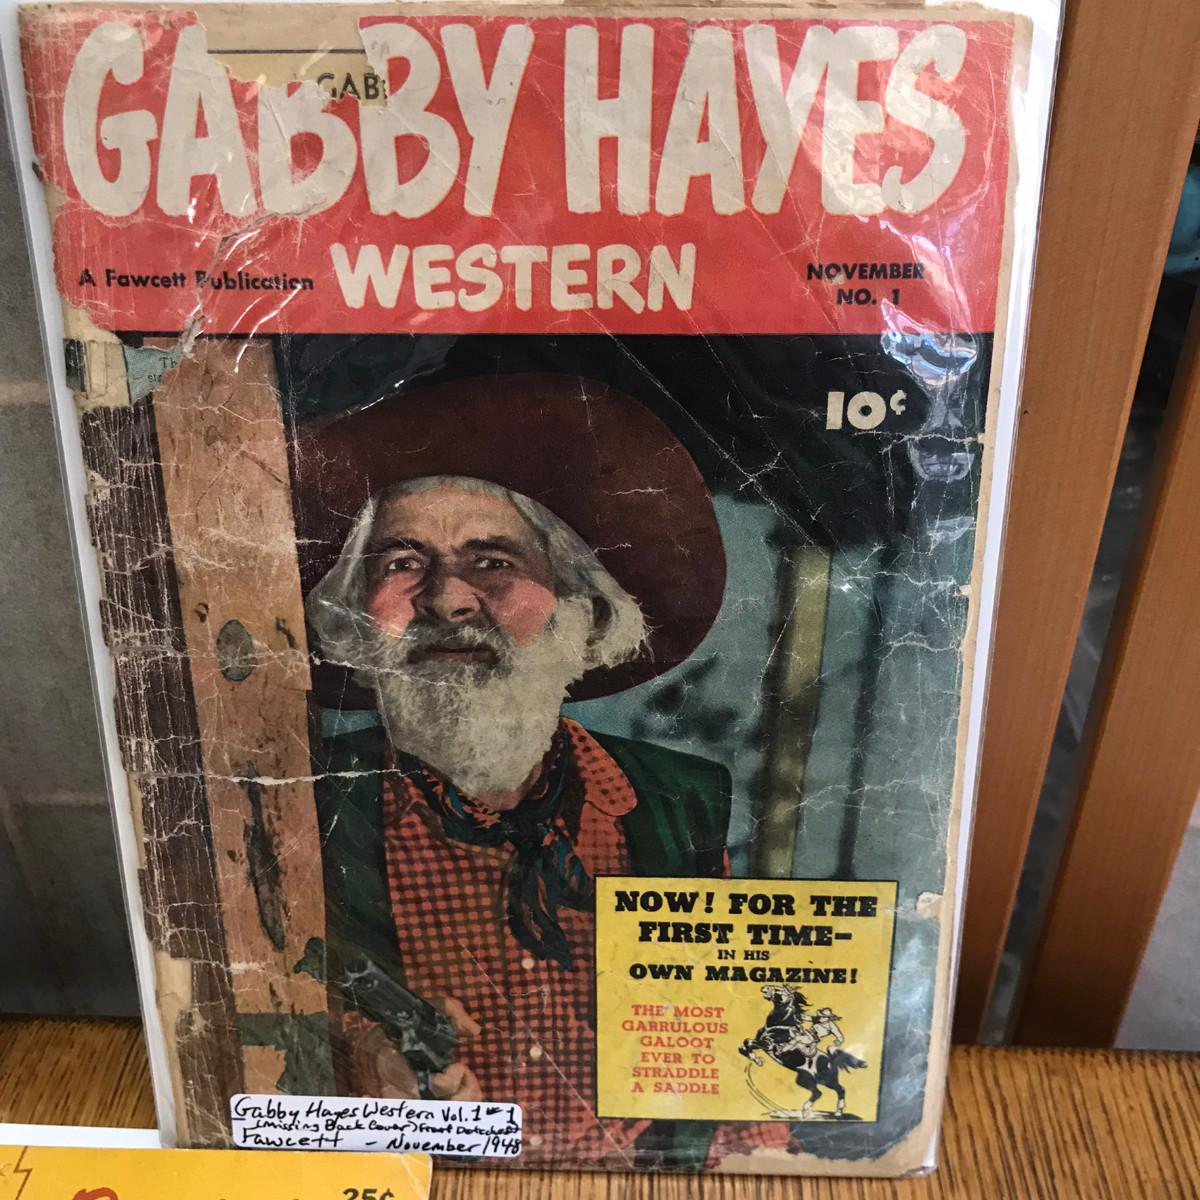 GABBY HAYES
GAB
WESTERN
A Fawcett Publication
NOVEMBER
NO. 1
Th
10¢
NOW! FOR THE
FIRST TIME—
IN HIS
OWN MAGAZINE!
THE MOST
GARRULOUS
GALOOT
EVER TO
STRADDLE
A SADDLE
Gabby Hayes Western Vol. 1 # 1
(Missing Back Cover) Front Detached
Fawcett – November 1948
25¢